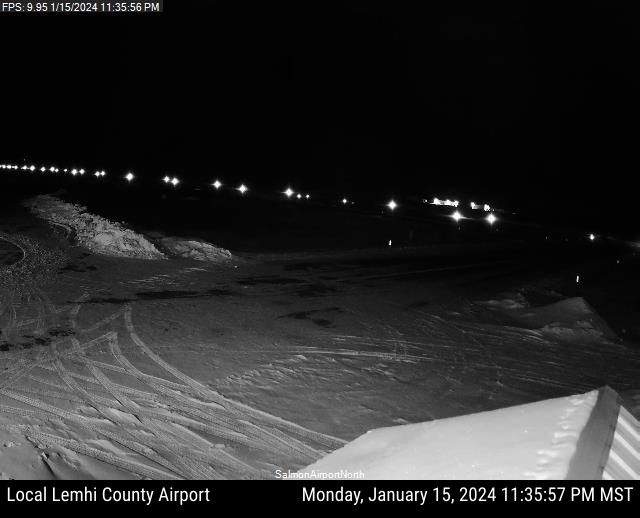 FPS: 9.95 1/15/2024 11:35:56 PM
SalmonAirportNorth
Local Lemhi County Airport
Monday, January 15, 2024 11:35:57 PM MST